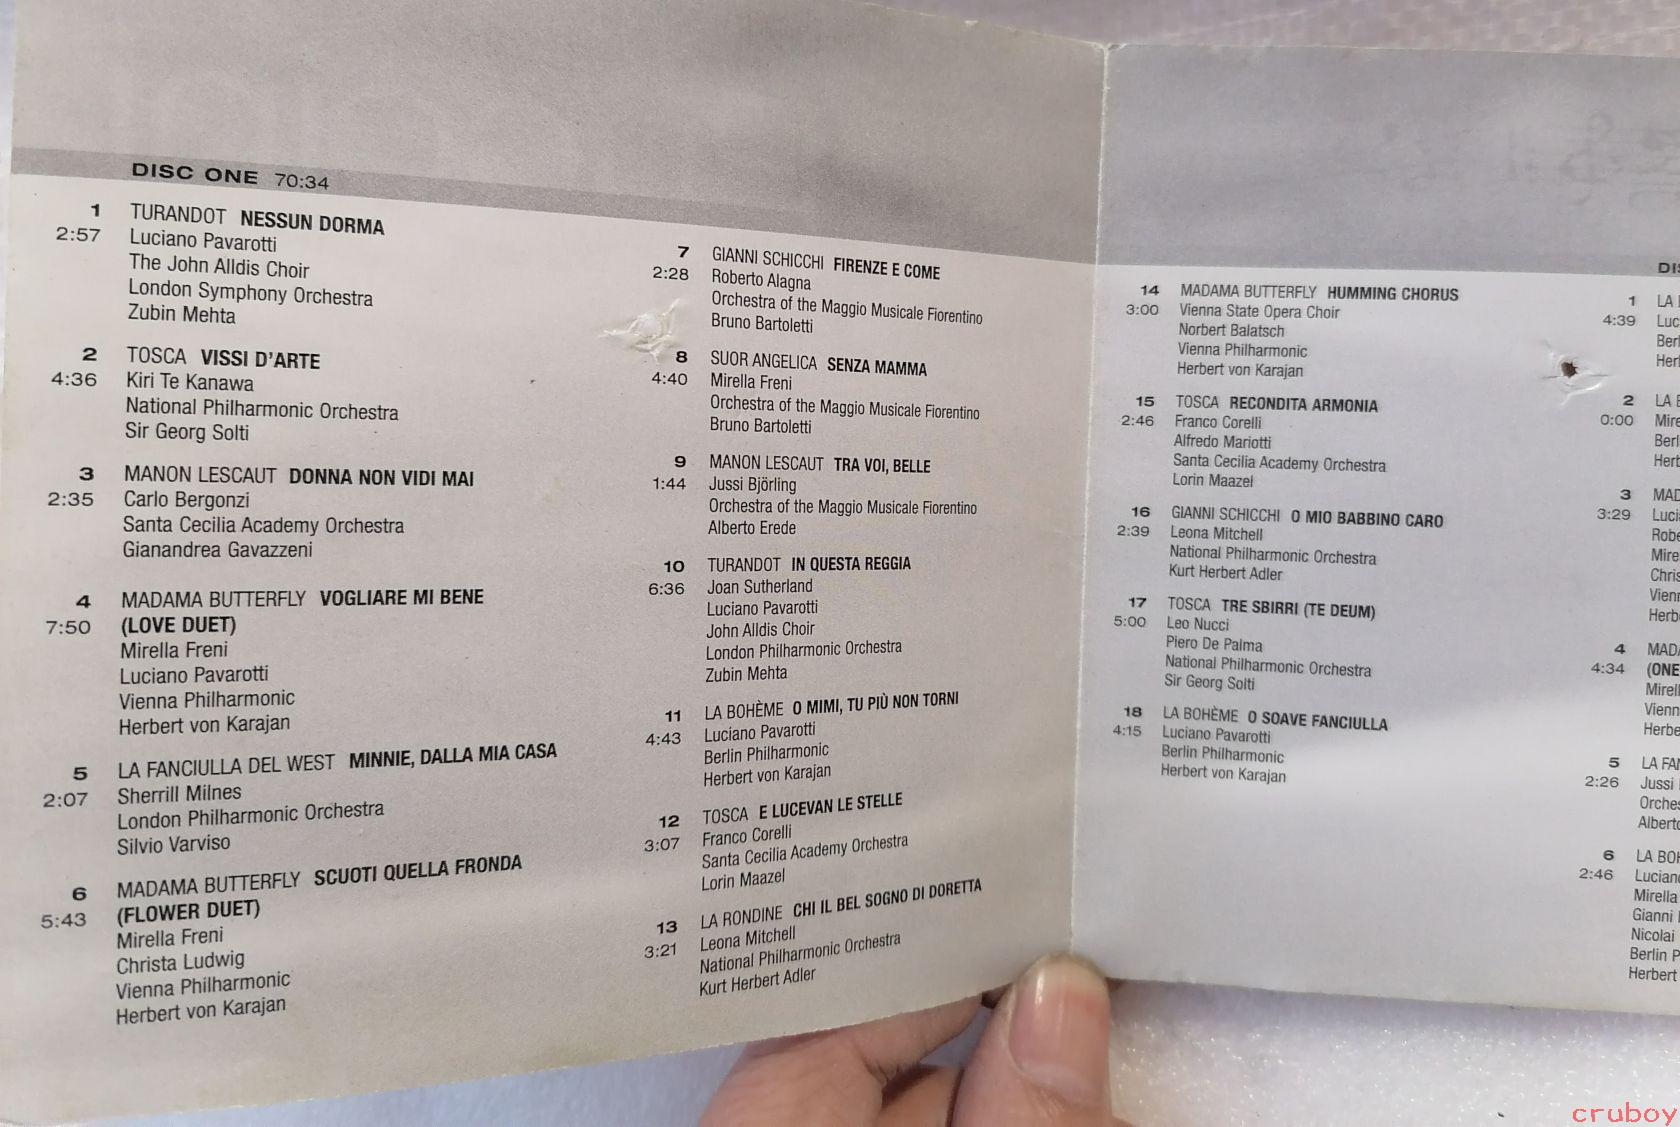 DISC ONE 70:34
1 TURANDOT NESSUN DORMA
2:57 Luciano Pavarotti
The John Alldis Choir
London Symphony Orchestra
Zubin Mehta
2 TOSCA VISSI D'ARTE
4:36 Kiri Te Kanawa
National Philharmonic Orchestra
Sir Georg Solti
3 MANON LESCAUT DONNA NON VIDI MAI
2:35 Carlo Bergonzi
Santa Cecilia Academy Orchestra
Gianandrea Gavazzeni
4 MADAMA BUTTERFLY VOGLIARE MI BENE
7:50 (LOVE DUET)
Mirella Freni
Luciano Pavarotti
Vienna Philharmonic
Herbert von Karajan
5 LA FANCIULLA DEL WEST MINNIE, DALLA MIA CASA
2:07 Sherrill Milnes
London Philharmonic Orchestra
Silvio Varviso
6 MADAMA BUTTERFLY SCUOTI QUELLA FRONDA
5:43 (FLOWER DUET)
Mirella Freni
Christa Ludwig
Vienna Philharmonic
Herbert von Karajan
7 GIANNI SCHICCHI FIRENZE E COME
2:28 Roberto Alagna
Orchestra of the Maggio Musicale Fiorentino
Bruno Bartoletti
8 SUOR ANGELICA SENZA MAMMA
4:40 Mirella Freni
Orchestra of the Maggio Musicale Fiorentino
Bruno Bartoletti
9 MANON LESCAUT TRA VOI, BELLE
1:44 Jussi Björling
Orchestra of the Maggio Musicale Fiorentino
Alberto Erede
10 TURANDOT IN QUESTA REGGIA
6:36 Joan Sutherland
Luciano Pavarotti
John Alldis Choir
London Philharmonic Orchestra
Zubin Mehta
11 LA BOHÈME O MIMI, TU PIÙ NON TORNI
4:43 Luciano Pavarotti
Berlin Philharmonic
Herbert von Karajan
12 TOSCA E LUCEVAN LE STELLE
3:07 Franco Corelli
Santa Cecilia Academy Orchestra
Lorin Maazel
13 LA RONDINE CHI IL BEL SOGNO DI DORETTA
3:21 Leona Mitchell
National Philharmonic Orchestra
Kurt Herbert Adler
14 MADAMA BUTTERFLY HUMMING CHORUS
3:00 Vienna State Opera Choir
Norbert Balatsch
Vienna Philharmonic
Herbert von Karajan
15 TOSCA RECONDITA ARMONIA
2:46 Franco Corelli
Alfredo Mariotti
Santa Cecilia Academy Orchestra
Lorin Maazel
16 GIANNI SCHICCHI O MIO BABBINO CARO
2:39 Leona Mitchell
National Philharmonic Orchestra
Kurt Herbert Adler
17 TOSCA TRE SBIRRI (TE DEUM)
5:00 Leo Nucci
Piero De Palma
National Philharmonic Orchestra
Sir Georg Solti
18 LA BOHÈME O SOAVE FANCIULLA
4:15 Luciano Pavarotti
Berlin Philharmonic
Herbert von Karajan
1 LA
4:39
2 LA
0:00
3
3:29
4
4:34 (ONE
5 LA FAN
2:26 Jussi
6 LA BOH
2:46 Luciano
Mirella
Gianni
Nicolai
Berlin P
Herbert
cruboy